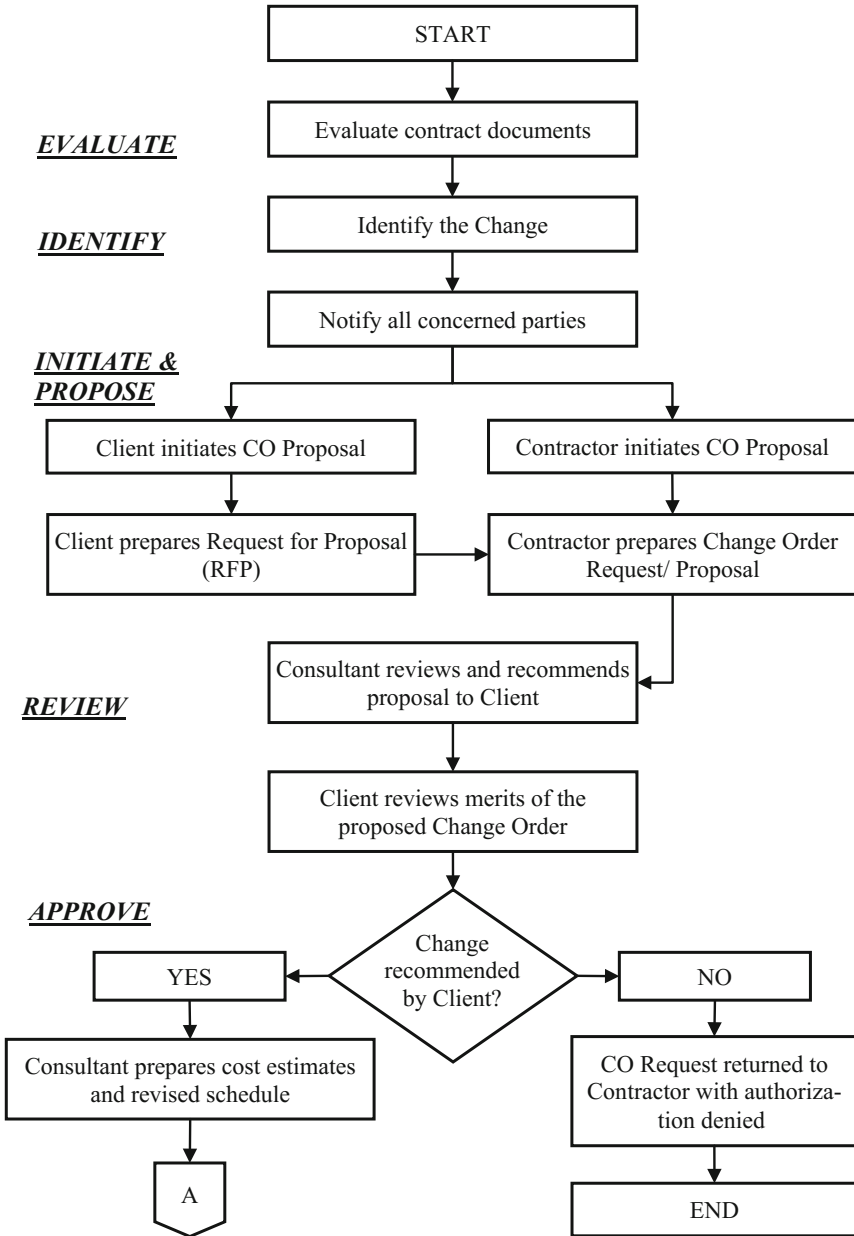 START
Evaluate contract documents
EVALUATE
Identify the Change
IDENTIFY
Notify all concerned parties
INITIATE &
PROPOSE
Client initiates CO Proposal
Contractor initiates CO Proposal
Client prepares Request for Proposal
(RFP)
Contractor prepares Change Order
Request/ Proposal
Consultant reviews and recommends
proposal to Client
REVIEW
Client reviews merits of the
proposed Change Order
APPROVE
Change
recommended
by Client?
YES
NO
Consultant prepares cost estimates
and revised schedule
CO Request returned to
Contractor with authoriza-
tion denied
A
END